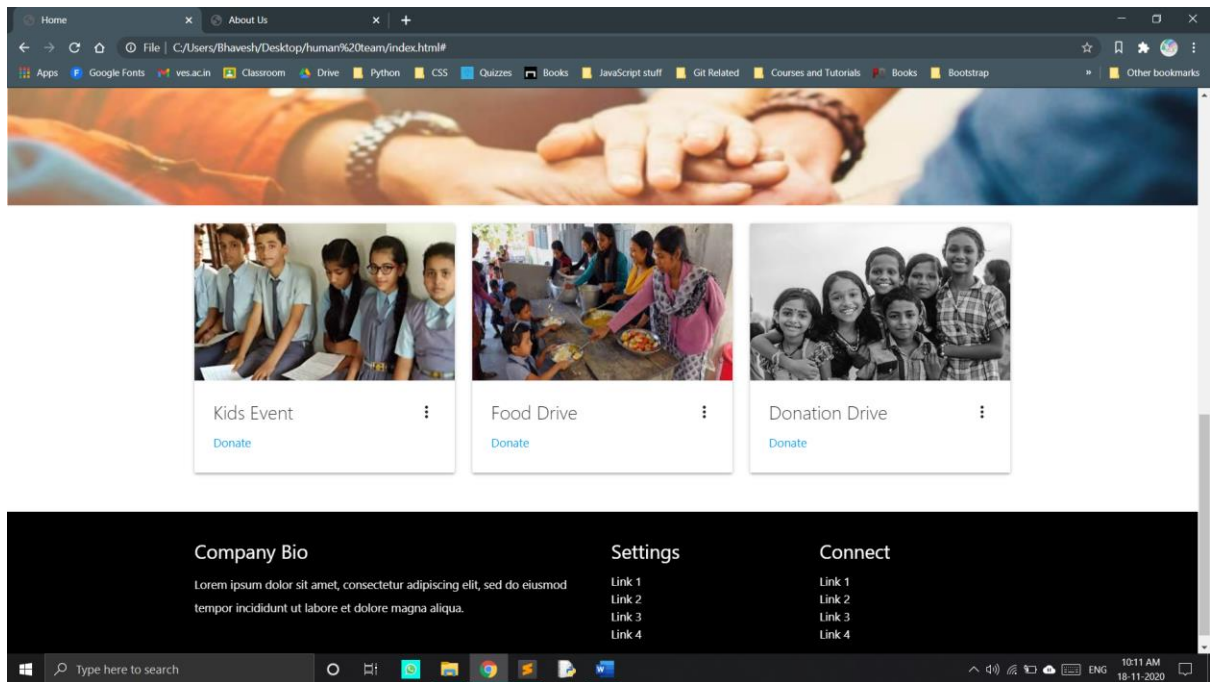 Home
About Us
File | C:/Users/Bhavesh/Desktop/human%20team/index.html#
Apps Google Fonts ves.ac.in Classroom Drive Python CSS Quizzes Books JavaScript stuff Git Related Courses and Tutorials Books Bootstrap » Other bookmarks
Kids Event
Donate
Food Drive
Donate
Donation Drive
Donate
Company Bio
Lorem ipsum dolor sit amet, consectetur adipiscing elit, sed do eiusmod
tempor incididunt ut labore et dolore magna aliqua.
Settings
Link 1
Link 2
Link 3
Link 4
Connect
Link 1
Link 2
Link 3
Link 4
Type here to search
ENG
10:11 AM
18-11-2020